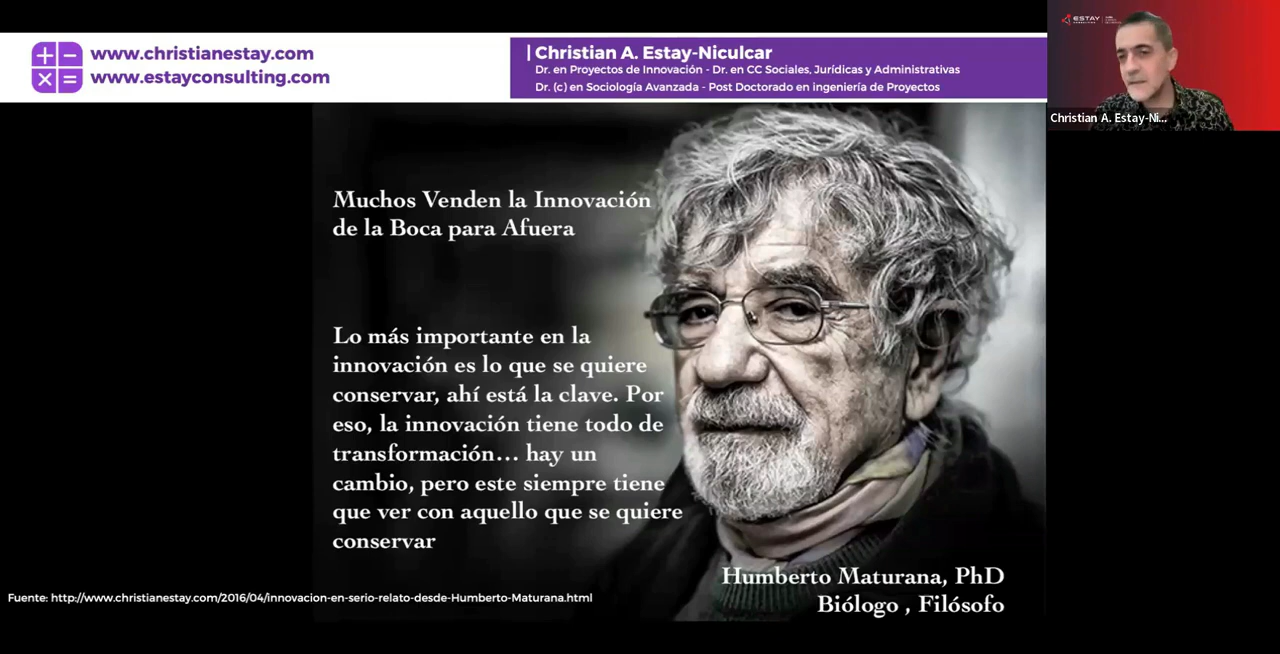 www.christianestay.com
www.estayconsulting.com
| Christian A. Estay-Niculcar
Dr. en Proyectos de Innovación - Dr. en CC Sociales, Jurídicas y Administrativas
Dr. (c) en Sociología Avanzada - Post Doctorado en ingeniería de Proyectos
ESTAY
Christian A. Estay-Ni...
Muchos Venden la Innovación
de la Boca para Afuera
Lo más importante en la
innovación es lo que se quiere
conservar, ahí está la clave. Por
eso, la innovación tiene todo de
transformación... hay un
cambio, pero este siempre tiene
que ver con aquello que se quiere
conservar
Humberto Maturana, PhD
Biólogo , Filósofo
Fuente: http://www.christianestay.com/2016/04/innovacion-en-serio-relato-desde-Humberto-Maturana.html